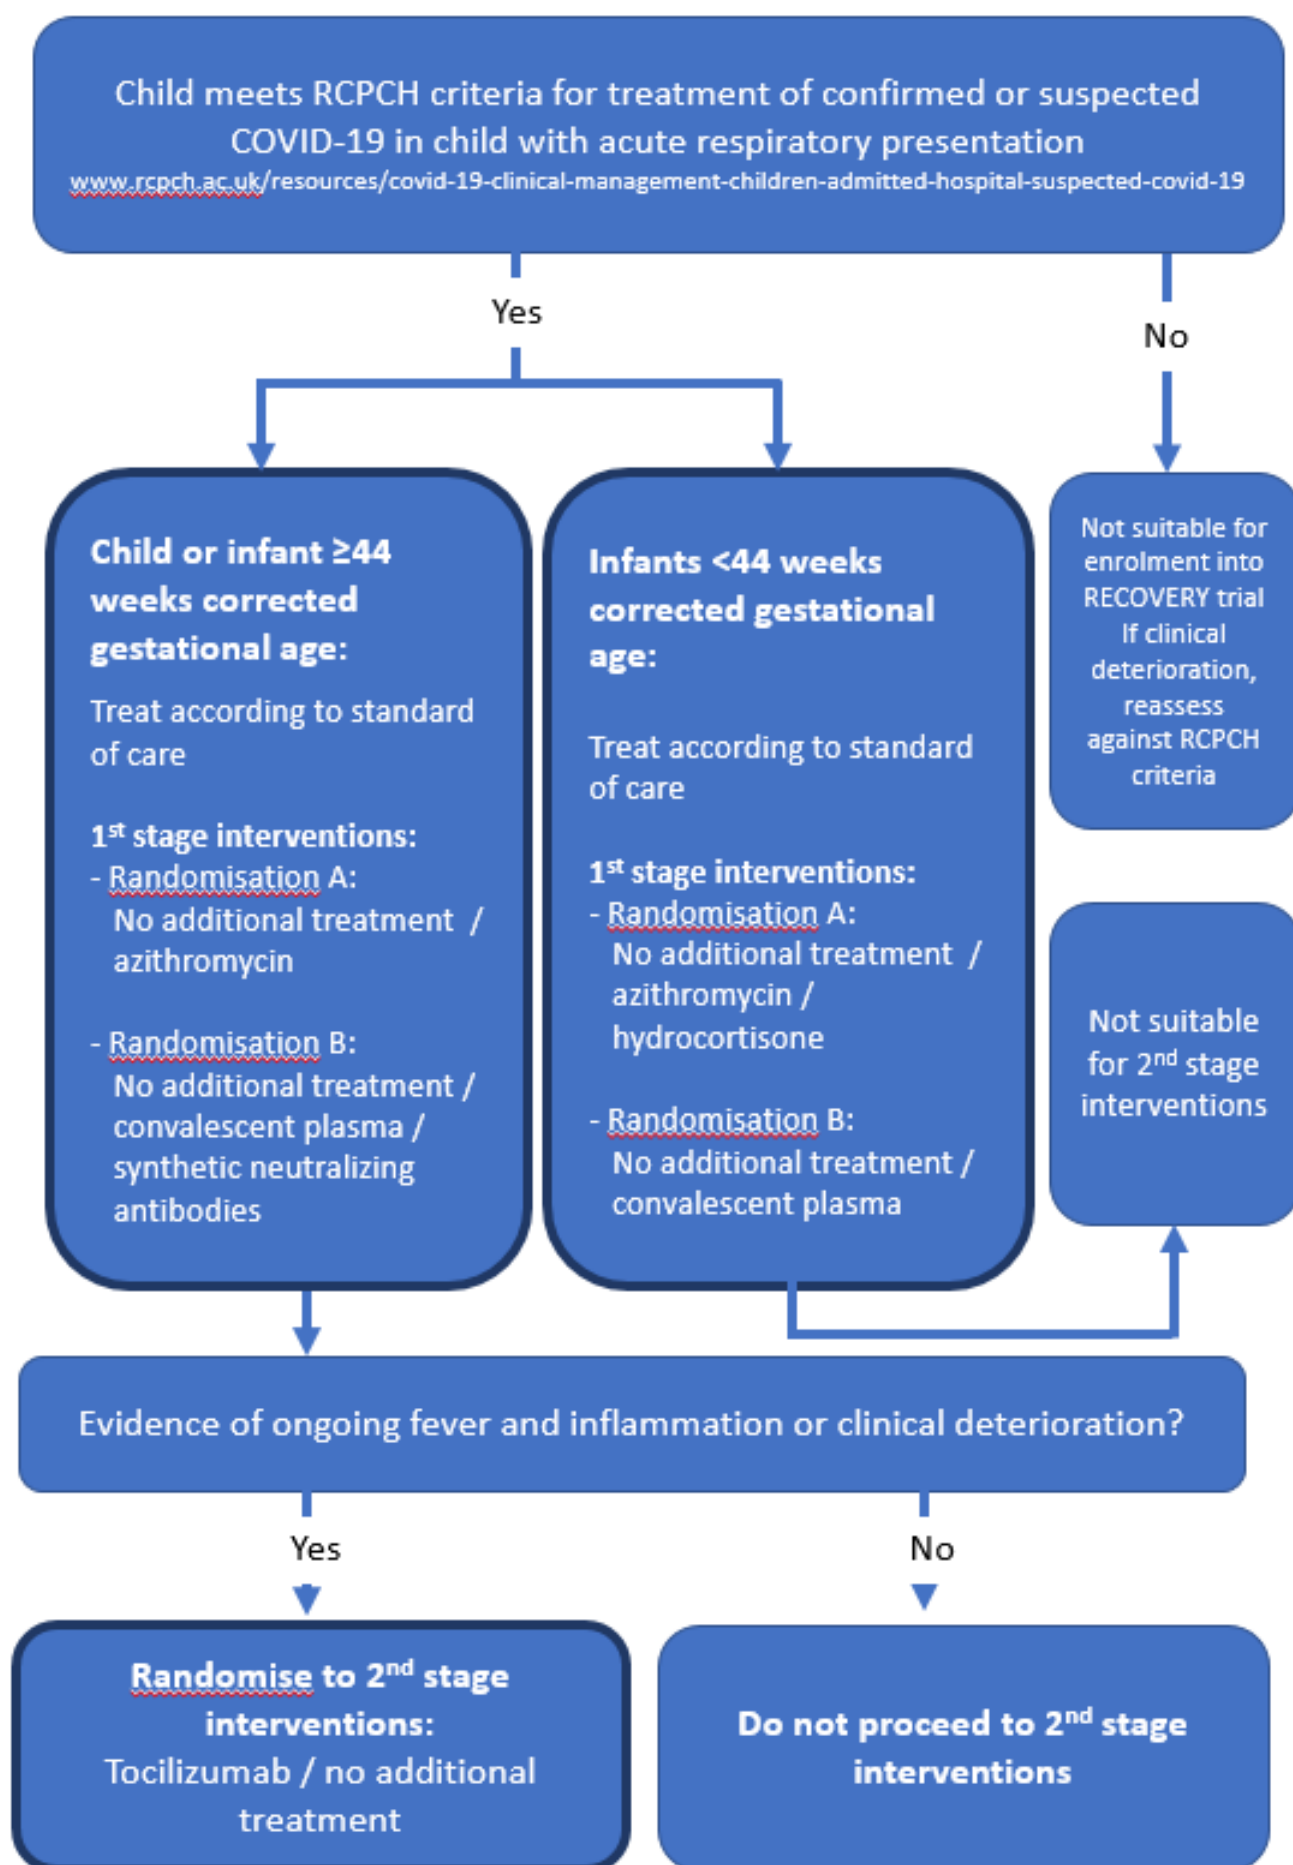 Child meets RCPCH criteria for treatment of confirmed or suspected
COVID-19 in child with acute respiratory presentation
www.rcpch.ac.uk/resources/covid-19-clinical-management-children-admitted-hospital-suspected-covid-19
Yes
No
Child or infant ≥44
weeks corrected
gestational age:
Treat according to standard
of care
1st stage interventions:
- Randomisation A:
No additional treatment /
azithromycin
- Randomisation B:
No additional treatment /
convalescent plasma /
synthetic neutralizing
antibodies
Infants <44 weeks
corrected gestational
age:
Treat according to standard
of care
1st stage interventions:
- Randomisation A:
No additional treatment /
azithromycin /
hydrocortisone
- Randomisation B:
No additional treatment /
convalescent plasma
Not suitable for
enrolment into
RECOVERY trial
If clinical
deterioration,
reassess
against RCPCH
criteria
Not suitable
for 2nd stage
interventions
Evidence of ongoing fever and inflammation or clinical deterioration?
Yes
No
Randomise to 2nd stage
interventions:
Tocilizumab / no additional
treatment
Do not proceed to 2nd stage
interventions